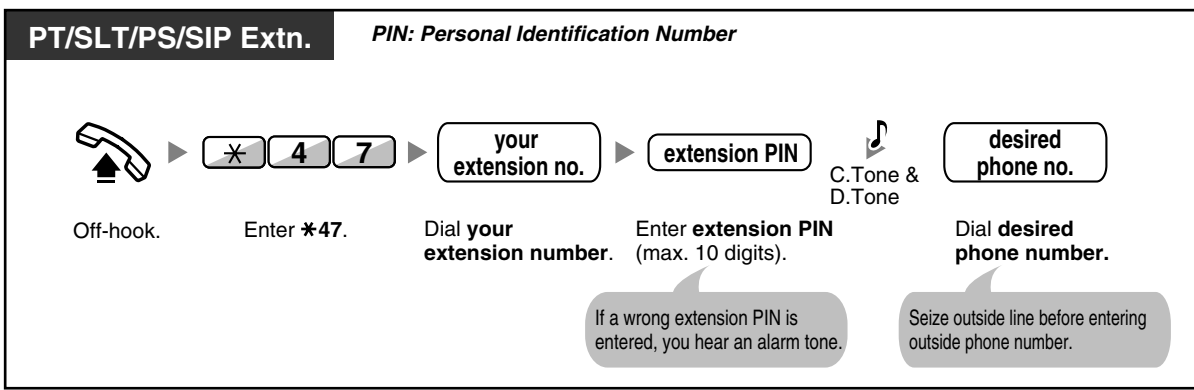 PT/SLT/PS/SIP Extn.
PIN: Personal Identification Number
✳ 4 7
your
extension no.
extension PIN
C.Tone &
D.Tone
desired
phone no.
Off-hook.
Enter ✳47.
Dial your
extension number.
Enter extension PIN
(max. 10 digits).
Dial desired
phone number.
If a wrong extension PIN is
entered, you hear an alarm tone.
Seize outside line before entering
outside phone number.